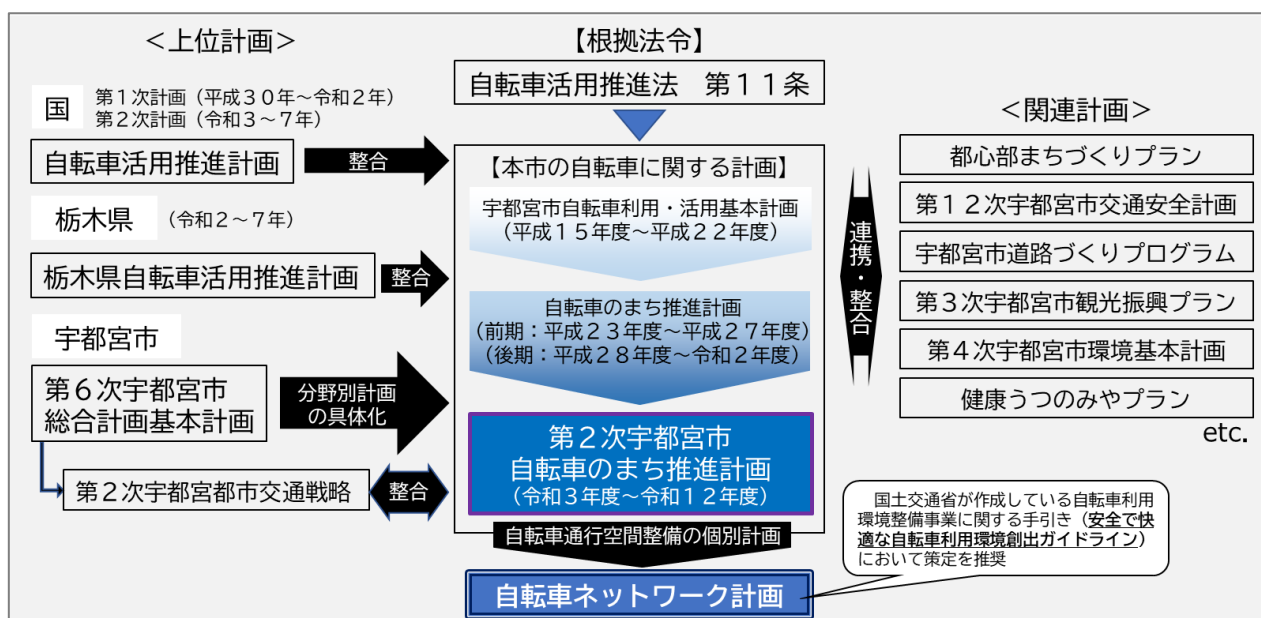 ＜上位計画＞
国
第１次計画（平成３０年～令和２年）
第２次計画（令和３～７年）
自転車活用推進計画
整合
栃木県
（令和２～７年）
栃木県自転車活用推進計画
整合
宇都宮市
第６次宇都宮市
総合計画基本計画
分野別計画
の具体化
第２次宇都宮都市交通戦略
整合
【根拠法令】
自転車活用推進法　第１１条
【本市の自転車に関する計画】
宇都宮市自転車利用・活用基本計画
（平成１５年度～平成２２年度）
自転車のまち推進計画
（前期：平成２３年度～平成２７年度）
（後期：平成２８年度～令和２年度）
第２次宇都宮市
自転車のまち推進計画
（令和３年度～令和１２年度）
自転車通行空間整備の個別計画
自転車ネットワーク計画
連携・整合
＜関連計画＞
都心部まちづくりプラン
第１２次宇都宮市交通安全計画
宇都宮市道路づくりプログラム
第３次宇都宮市観光振興プラン
第４次宇都宮市環境基本計画
健康うつのみやプラン
etc.
国土交通省が作成している自転車利用
環境整備事業に関する手引き（安全で快
適な自転車利用環境創出ガイドライン）
において策定を推奨